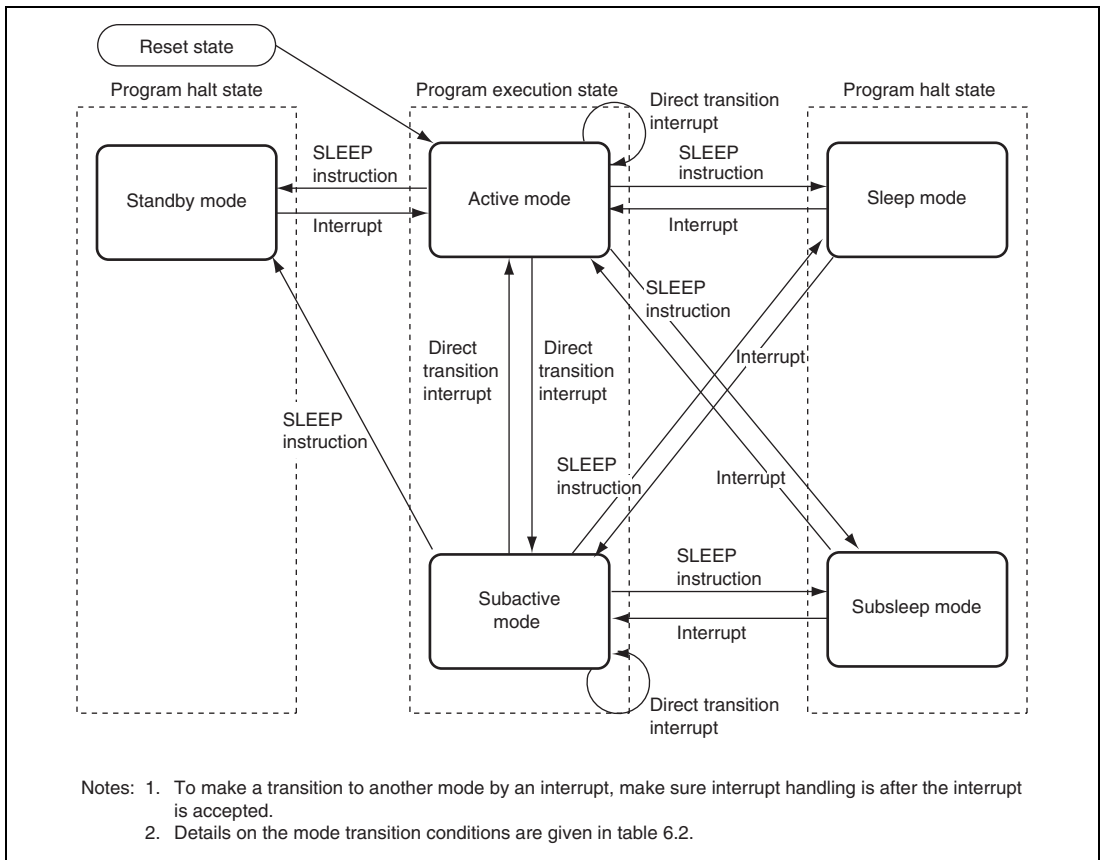 Reset state
Program halt state
Program execution state
Program halt state
Direct transition
interrupt
SLEEP
instruction
SLEEP
instruction
Standby mode
Active mode
Sleep mode
Interrupt
Interrupt
SLEEP
instruction
Direct
transition
interrupt
Direct
transition
interrupt
Interrupt
SLEEP
instruction
SLEEP
instruction
Interrupt
SLEEP
instruction
Subactive
mode
Subsleep mode
Interrupt
Direct transition
interrupt
Notes: 1. To make a transition to another mode by an interrupt, make sure interrupt handling is after the interrupt
is accepted.
2. Details on the mode transition conditions are given in table 6.2.